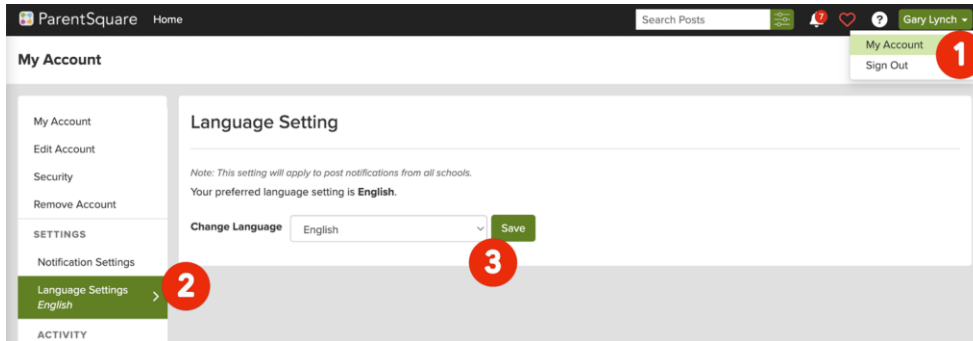 ParentSquare Home Search Posts 7 ? Gary Lynch
My Account
Sign Out
1
My Account
My Account
Edit Account
Security
Remove Account
SETTINGS
Notification Settings
Language Settings
English
2
ACTIVITY
Language Setting
Note: This setting will apply to post notifications from all schools.
Your preferred language setting is English.
Change Language English Save
3